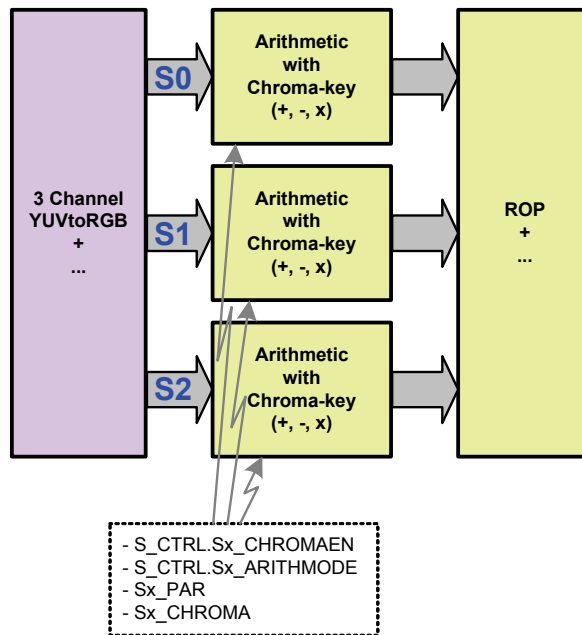 S0
Arithmetic
with
Chroma-key
(+, -, x)
3 Channel
YUVtoRGB
+
...
S1
Arithmetic
with
Chroma-key
(+, -, x)
ROP
+
...
S2
Arithmetic
with
Chroma-key
(+, -, x)
- S_CTRL.Sx_CHROMAEN
- S_CTRL.Sx_ARITHMODE
- Sx_PAR
- Sx_CHROMA